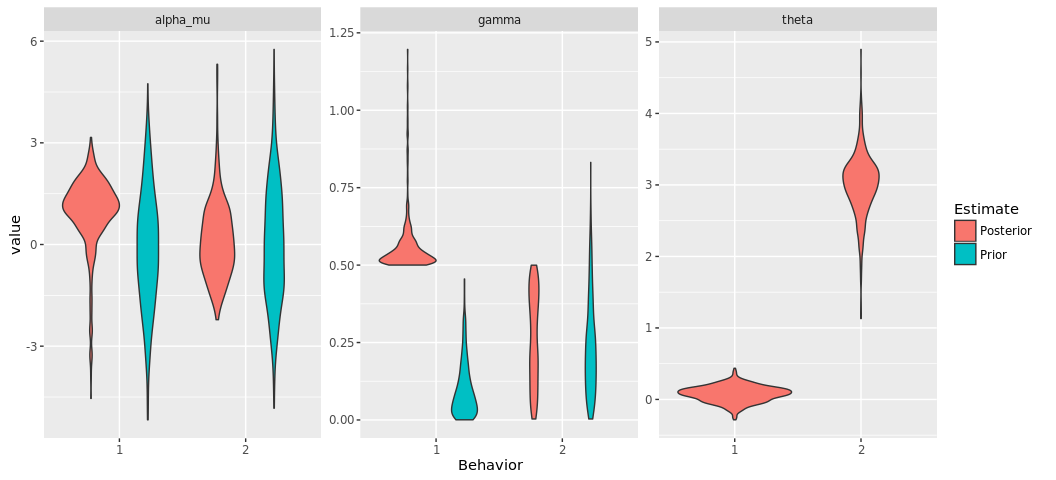 alpha_mu
gamma
theta
6
3
0
-3
1.25
1.00
0.75
0.50
0.25
0.00
5
4
3
2
1
0
1 2
1 2
1 2
value
Behavior
Estimate
Posterior
Prior